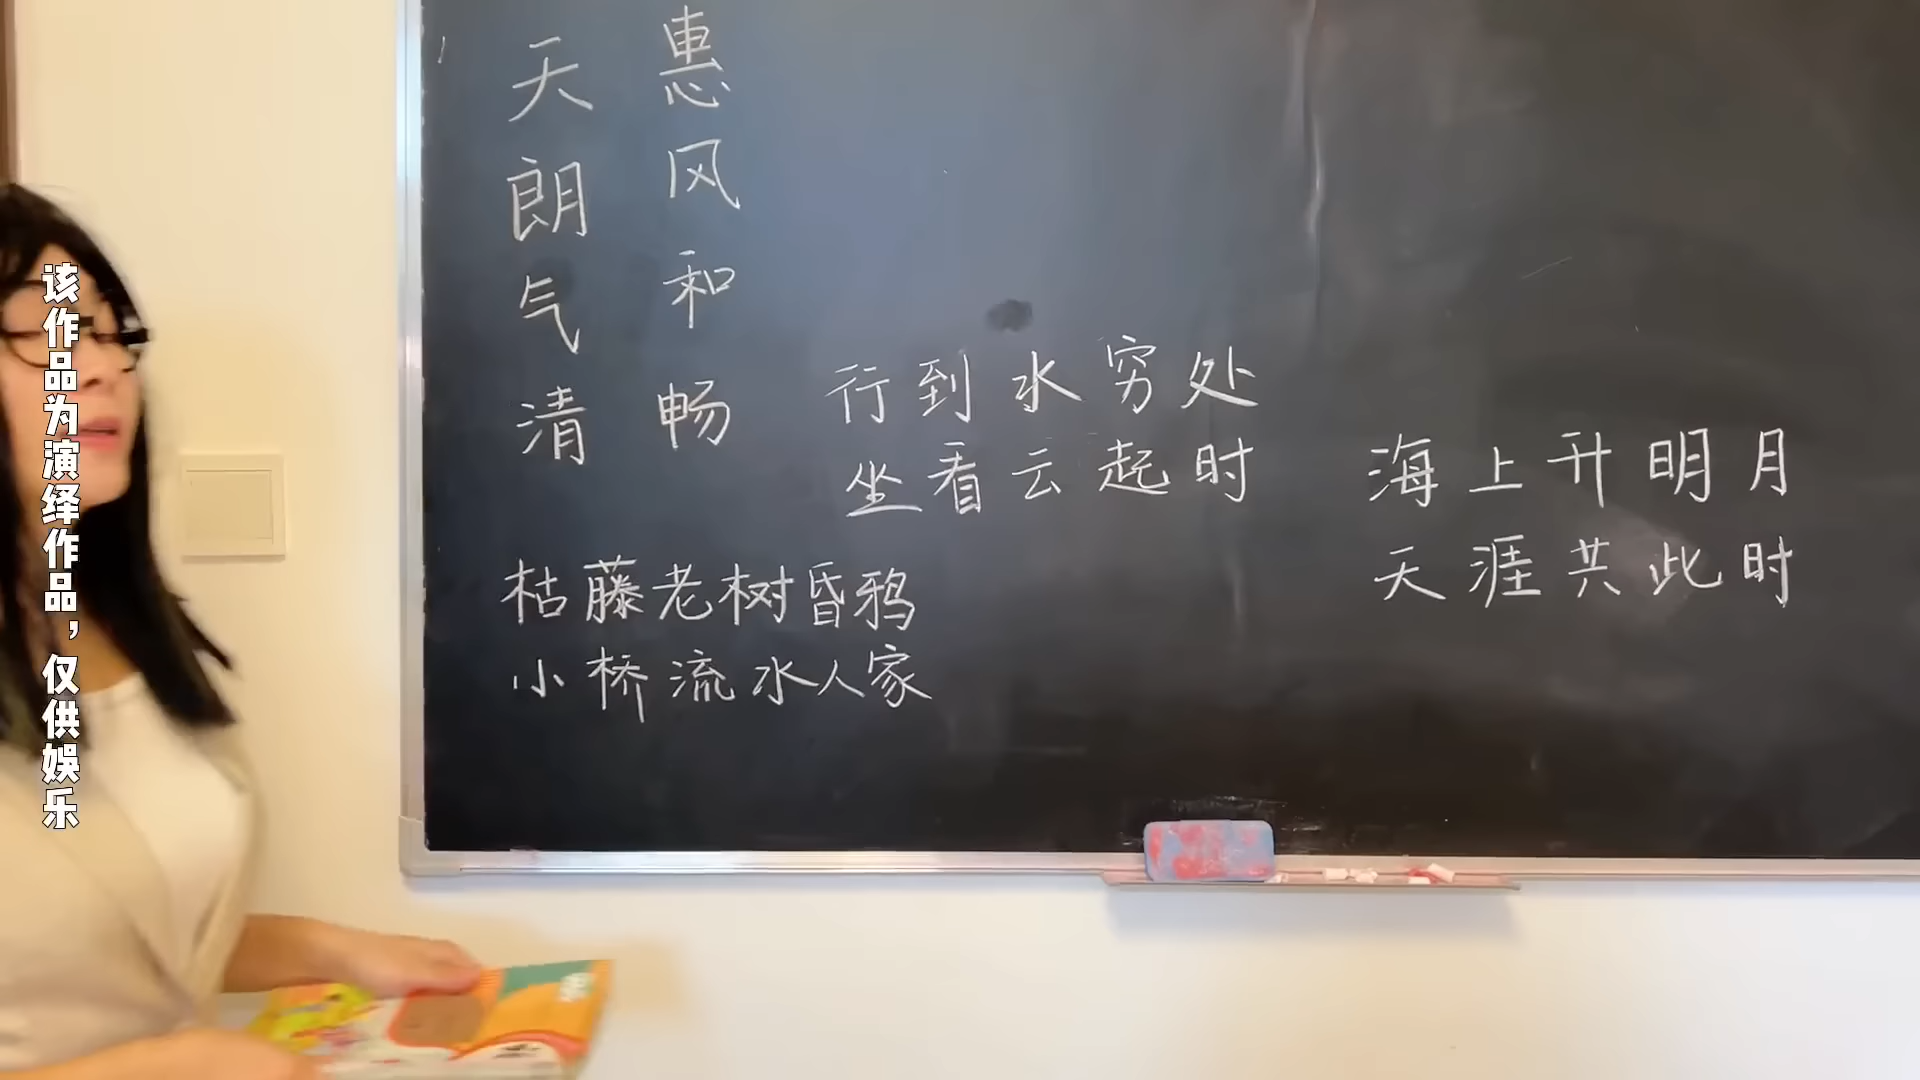 该作品为演绎作品，仅供娱乐
天朗气清
惠风和畅
行到水穷处
坐看云起时
海上升明月
天涯共此时
枯藤老树昏鸦
小桥流水人家